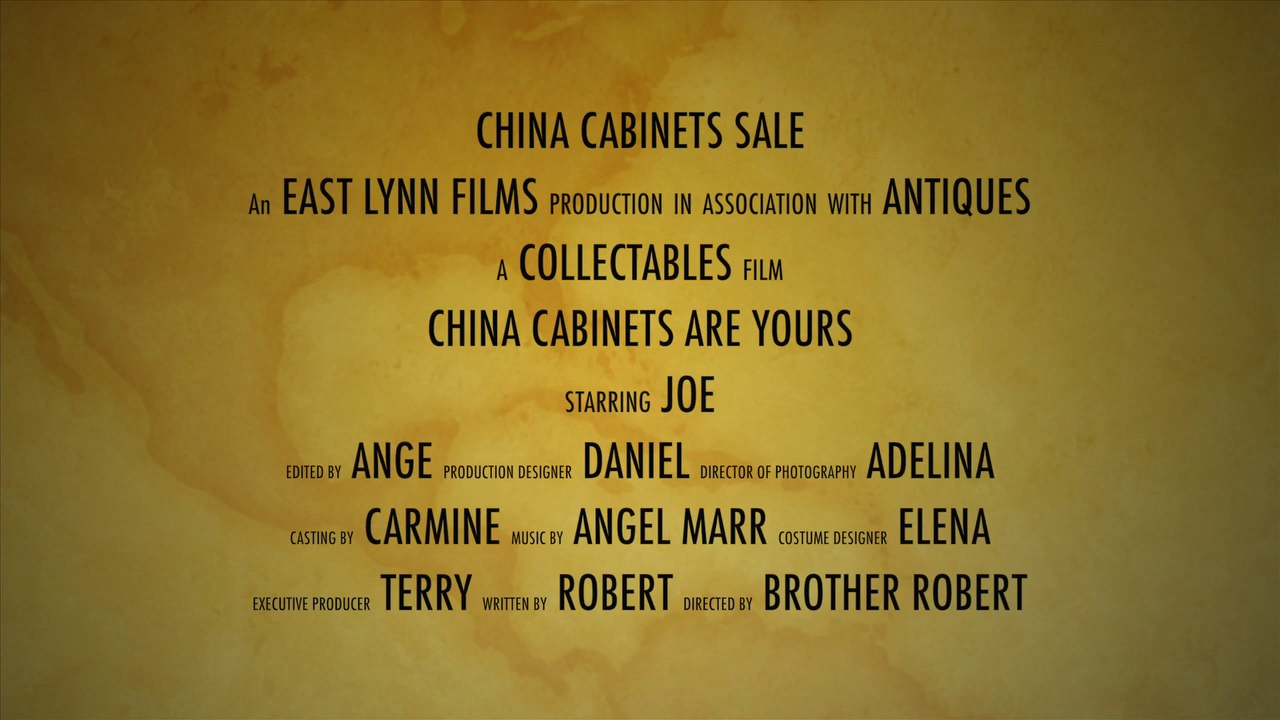 CHINA CABINETS SALE
An EAST LYNN FILMS PRODUCTION IN ASSOCIATION WITH ANTIQUES
A COLLECTABLES FILM
CHINA CABINETS ARE YOURS
STARRING JOE
EDITED BY ANGE PRODUCTION DESIGNER DANIEL DIRECTOR OF PHOTOGRAPHY ADELINA
CASTING BY CARMINE MUSIC BY ANGEL MARR COSTUME DESIGNER ELENA
EXECUTIVE PRODUCER TERRY WRITTEN BY ROBERT DIRECTED BY BROTHER ROBERT